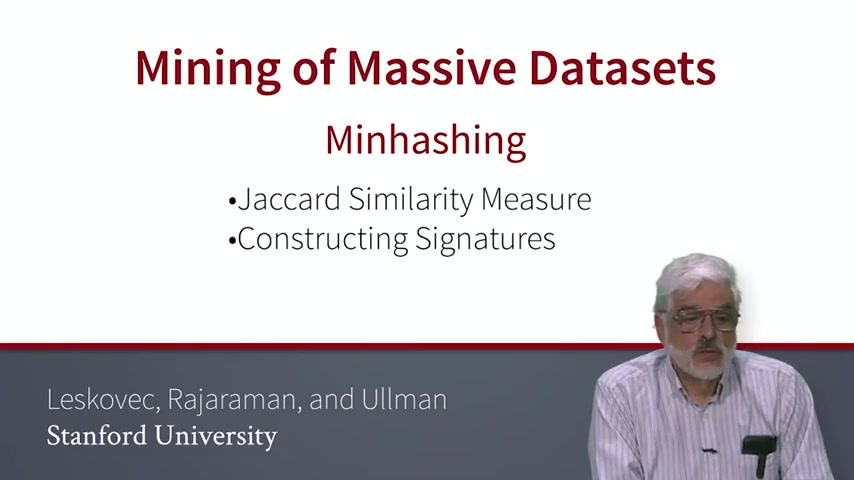 Mining of Massive Datasets
Minhashing
•Jaccard Similarity Measure
•Constructing Signatures
Leskovec, Rajaraman, and Ullman
Stanford University